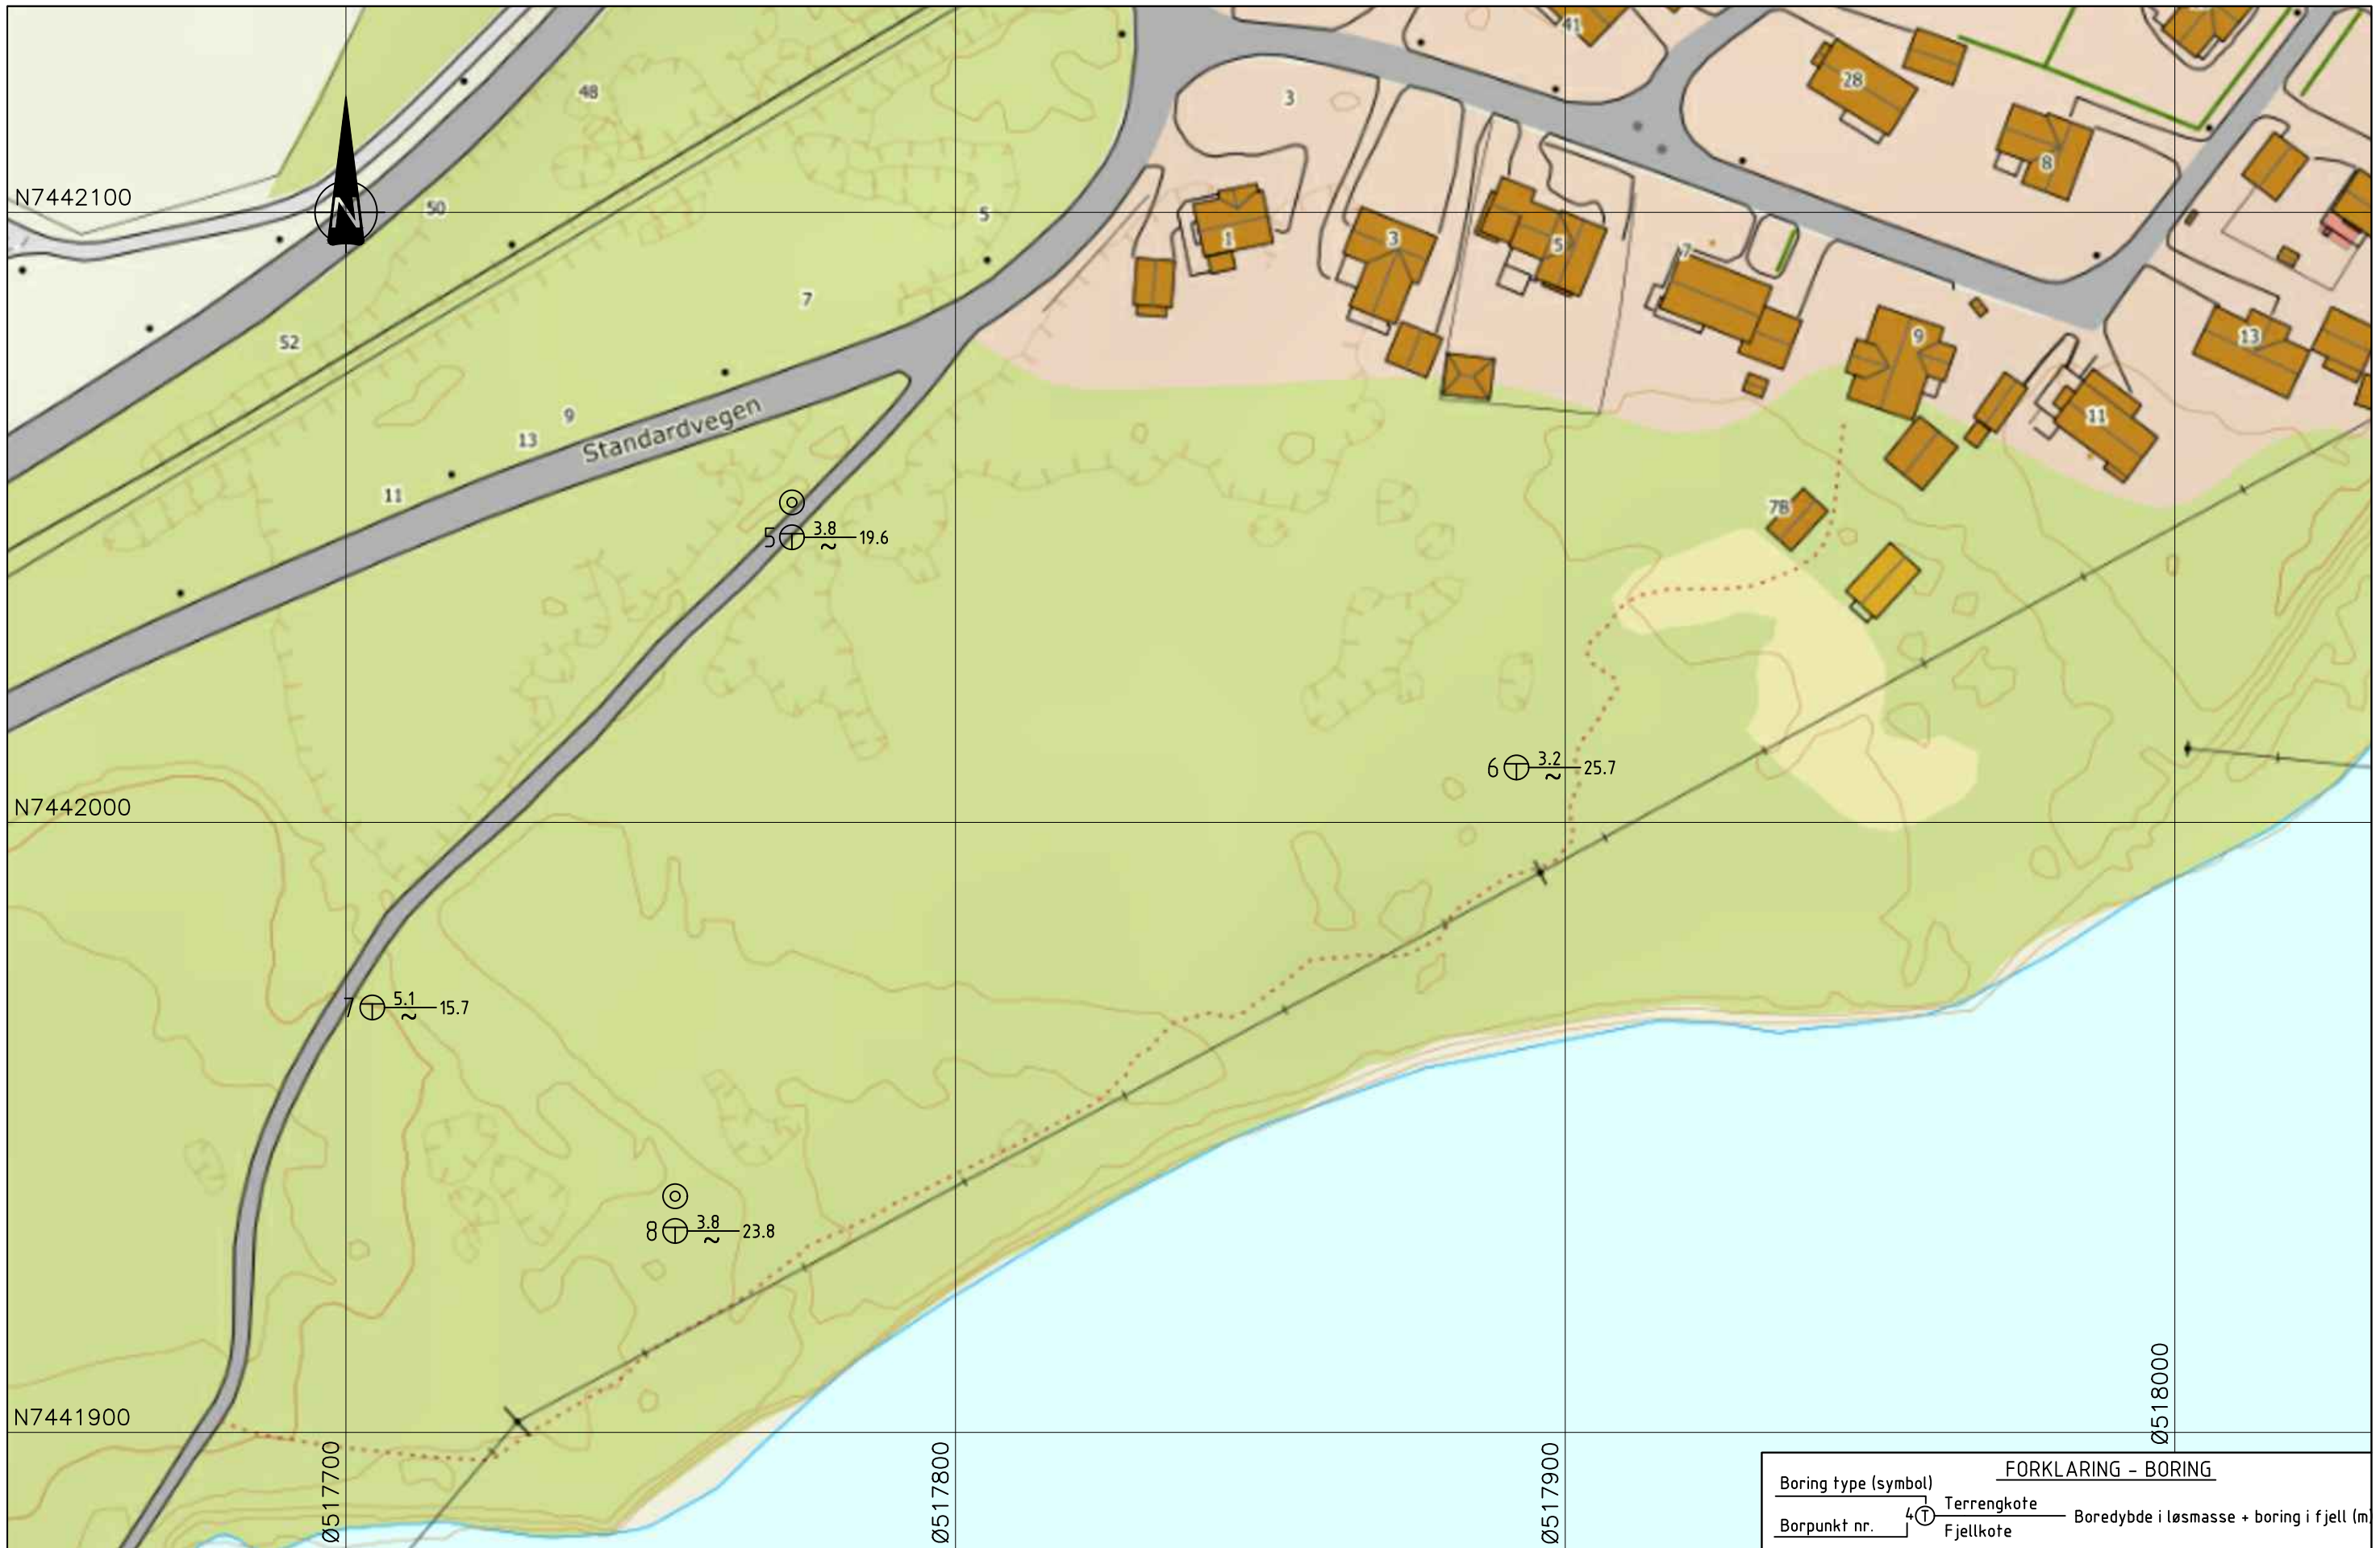 41
48
3
28
8
N7442100
N
50
5
1
3
5
7
7
52
9
13
9
13
Standardvegen
11
11
7B
5 3.8 19.6
~
6 3.2 25.7
~
N7442000
7 5.1 15.7
~
8 3.8 23.8
~
N7441900
Ø517700
Ø517800
Ø517900
Ø518000
FORKLARING - BORING
Boring type (symbol)
Terrengkote
4 T Boredybde i løsmasse + boring i fjell (m
Borpunkt nr.
Fjellkote